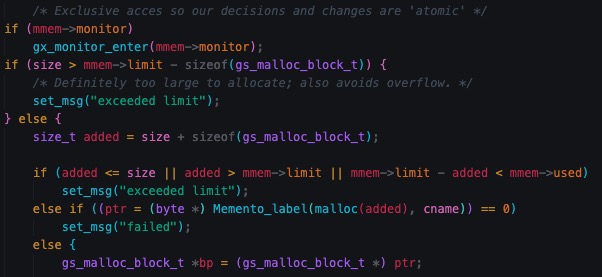 /* Exclusive acces so our decisions and changes are 'atomic' */
if (mmem->monitor)
gx_monitor_enter(mmem->monitor);
if (size > mmem->limit - sizeof(gs_malloc_block_t)) {
/* Definitely too large to allocate; also avoids overflow. */
set_msg("exceeded limit");
} else {
size_t added = size + sizeof(gs_malloc_block_t);
if (added <= size || added > mmem->limit || mmem->limit - added < mmem->used)
set_msg("exceeded limit");
else if ((ptr = (byte *) Memento_label(malloc(added), cname)) == 0)
set_msg("failed");
else {
gs_malloc_block_t *bp = (gs_malloc_block_t *) ptr;